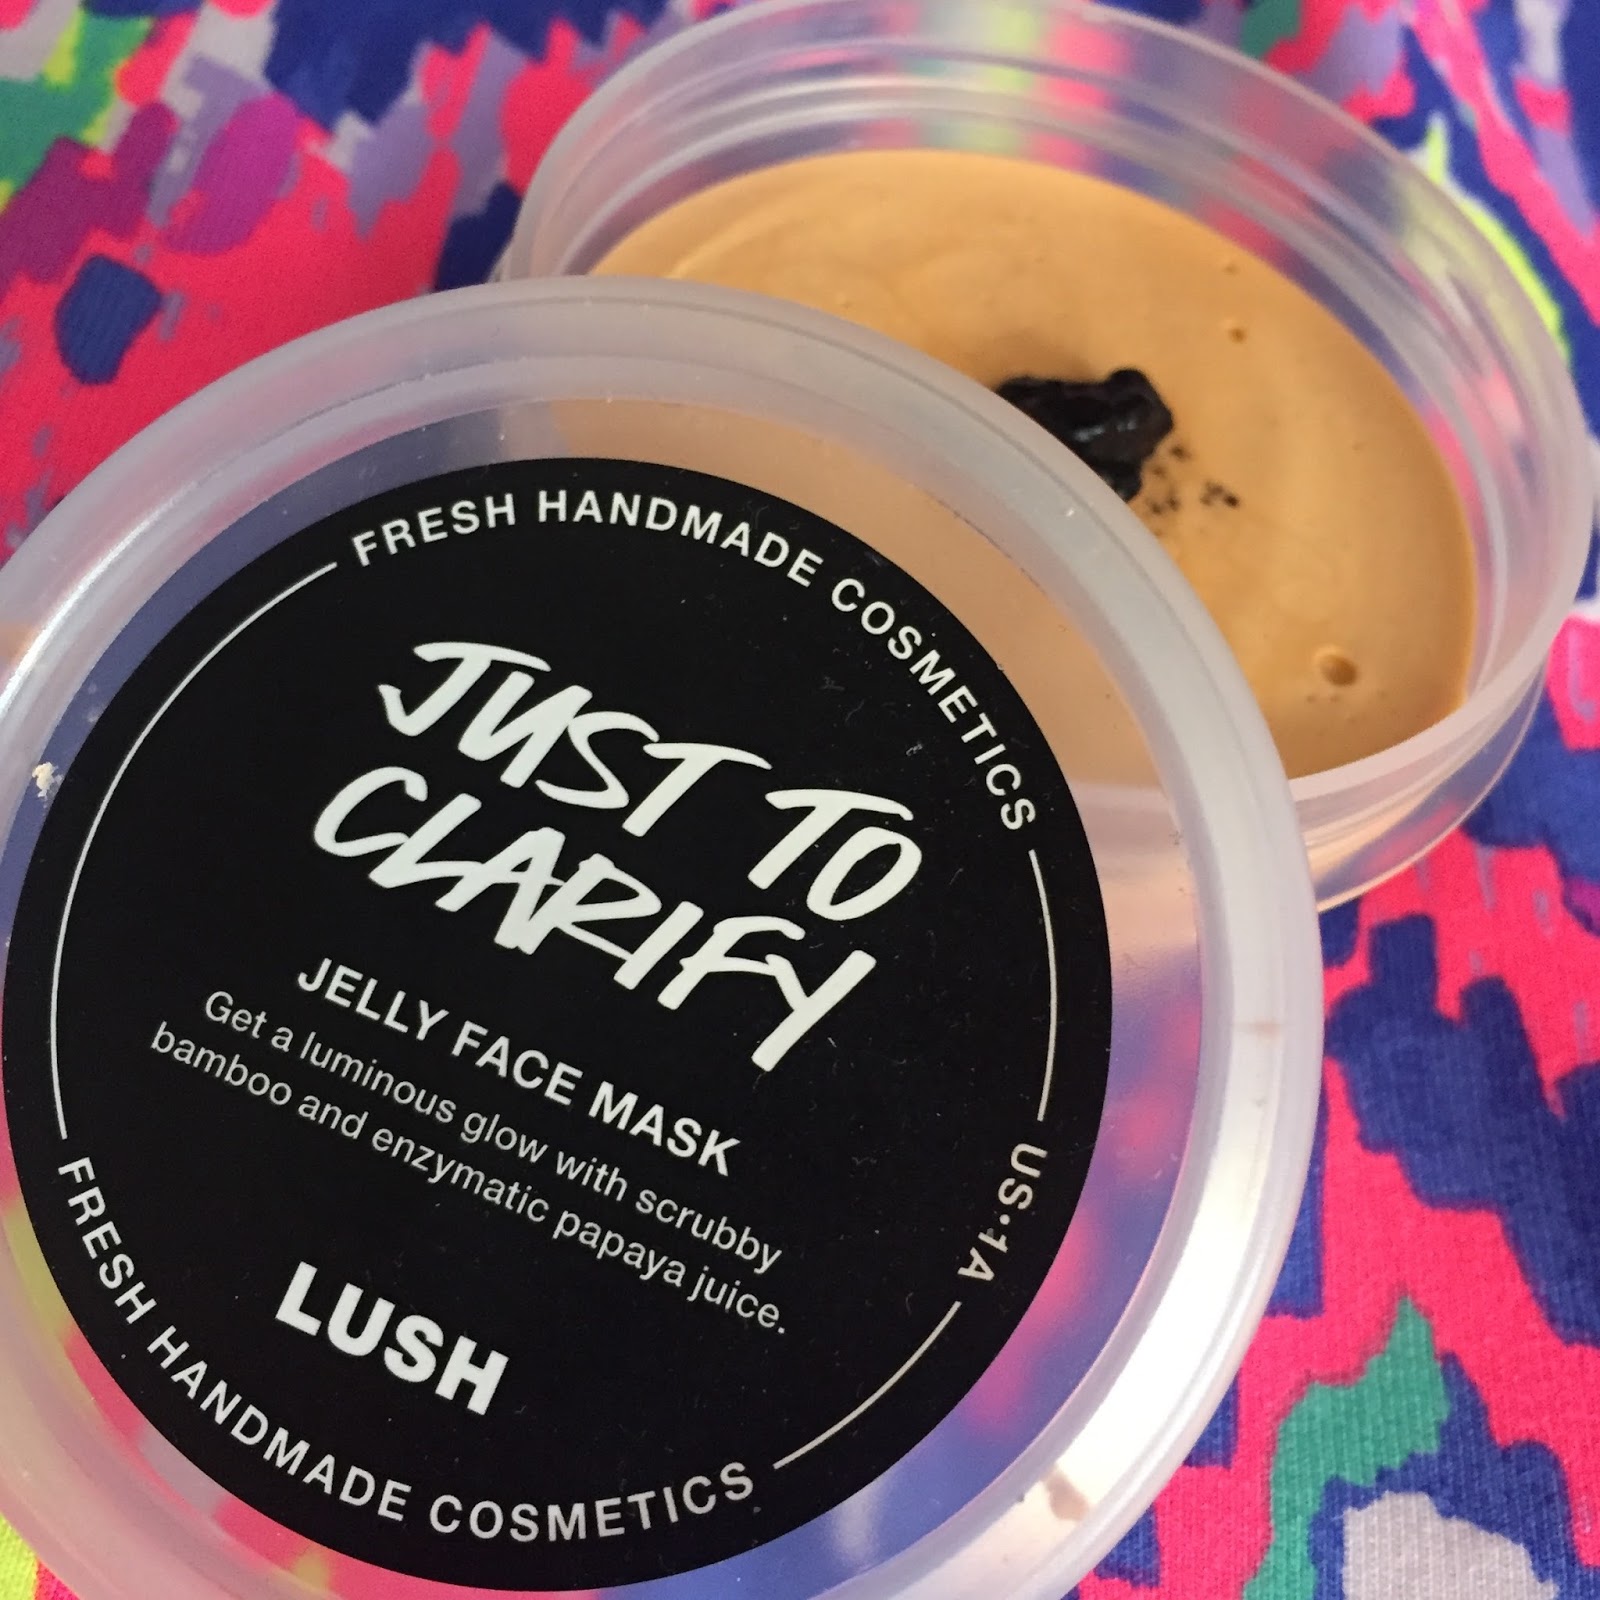 FRESH HANDMADE COSMETICS
JUST TO
CLARIFY
JELLY FACE MASK
Get a luminous glow with scrubby
bamboo and enzymatic papaya juice.
LUSH
US•1A
FRESH HANDMADE COSMETICS